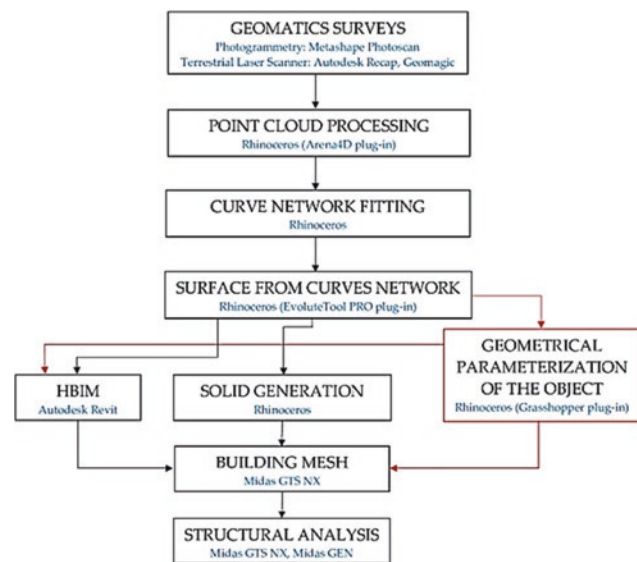 GEOMATICS SURVEYS
Photogrammetry: Metashape Photoscan
Terrestrial Laser Scanner: Autodesk Recap, Geomagic
POINT CLOUD PROCESSING
Rhinoceros (Arena4D plug-in)
CURVE NETWORK FITTING
Rhinoceros
SURFACE FROM CURVES NETWORK
Rhinoceros (EvoluteTool PRO plug-in)
HBIM
Autodesk Revit
SOLID GENERATION
Rhinoceros
GEOMETRICAL
PARAMETERIZATION
OF THE OBJECT
Rhinoceros (Grasshopper plug-in)
BUILDING MESH
Midas GTS NX
STRUCTURAL ANALYSIS
Midas GTS NX, Midas GEN